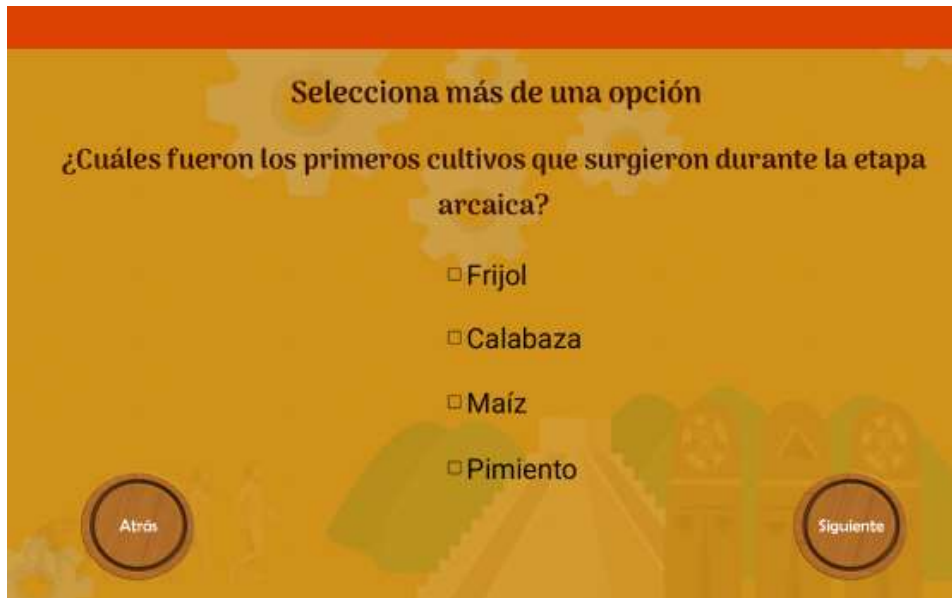 Selecciona más de una opción
¿Cuáles fueron los primeros cultivos que surgieron durante la etapa
arcaica?
Frijol
Calabaza
Maíz
Pimiento
Atrás
Siguiente